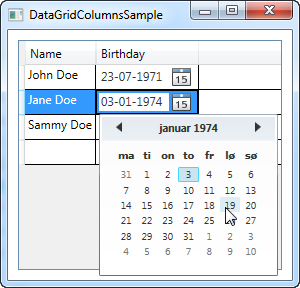 DataGridColumnsSample
Name Birthday
John Doe 23-07-1971 15
Jane Doe 03-01-1974 15
Sammy Doe
januar 1974
ma ti on to fr lø sø
31 1 2 3 4 5 6
7 8 9 10 11 12 13
14 15 16 17 18 19 20
21 22 23 24 25 26 27
28 29 30 31 1 2 3
4 5 6 7 8 9 10